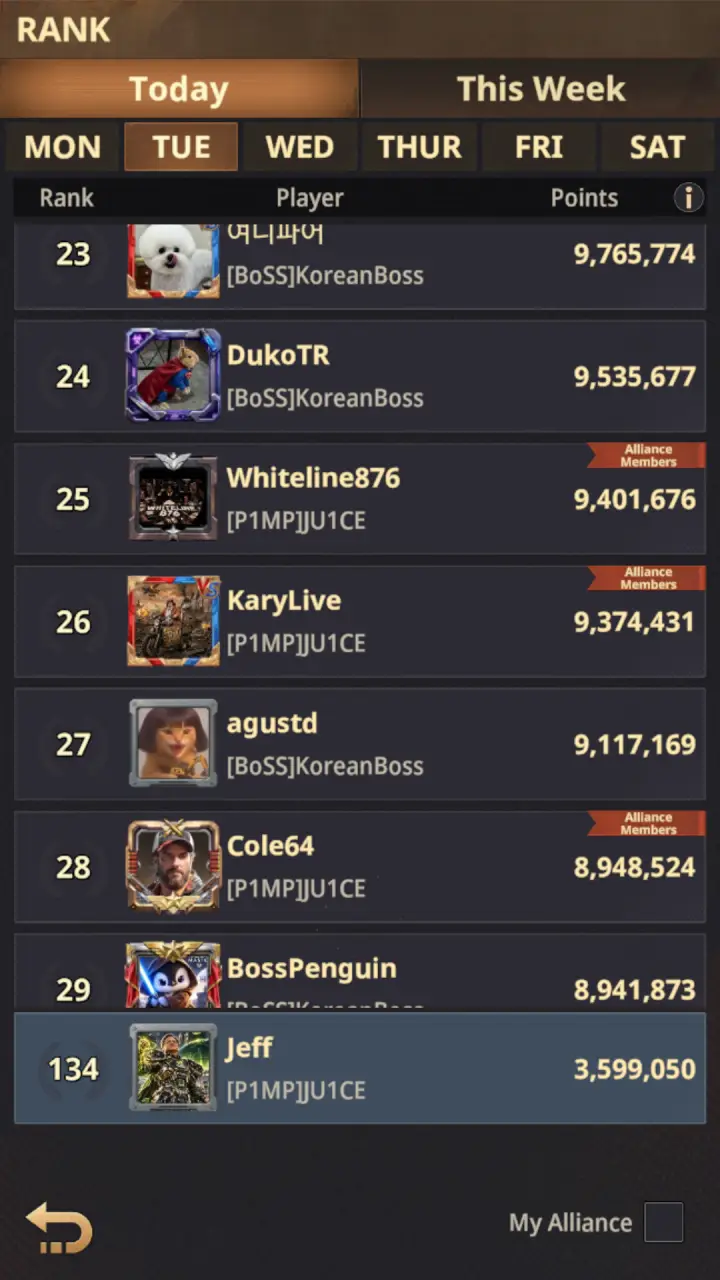 RANK
Today
This Week
MON
TUE
WED
THUR
FRI
SAT
Rank
Player
Points
23
[BoSS]KoreanBoss
9,765,774
24
DukoTR
[BoSS]KoreanBoss
9,535,677
Alliance
Members
25
Whiteline876
[P1MP]JU1CE
9,401,676
Alliance
Members
26
KaryLive
[P1MP]JU1CE
9,374,431
27
agustd
[BoSS]KoreanBoss
9,117,169
Alliance
Members
28
Cole64
[P1MP]JU1CE
8,948,524
29
BossPenguin
8,941,873
134
Jeff
[P1MP]JU1CE
3,599,050
My Alliance